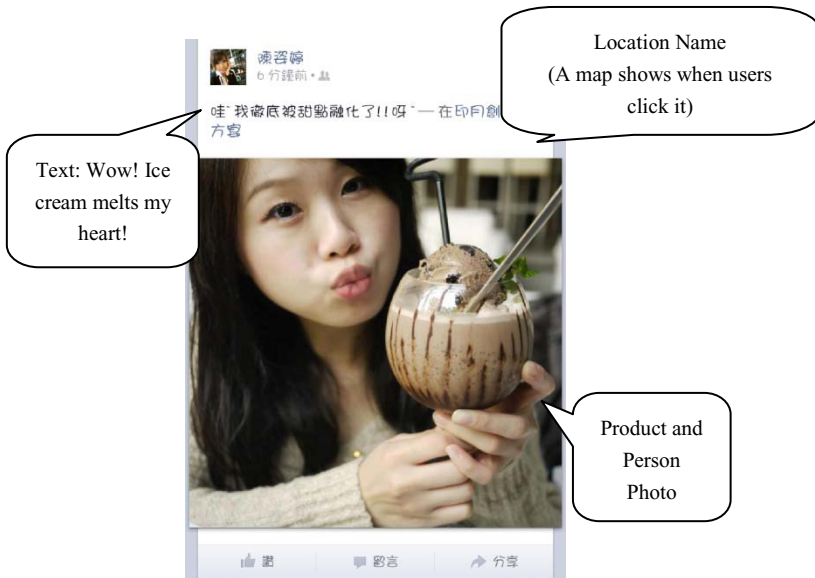 陳姿婷
6 分鐘前
哇~我徹底被甜點融化了!!呀~—在印月創
方宴
Location Name
(A map shows when users
click it)
Text: Wow! Ice
cream melts my
heart!
Product and
Person
Photo
讚
留言
分享